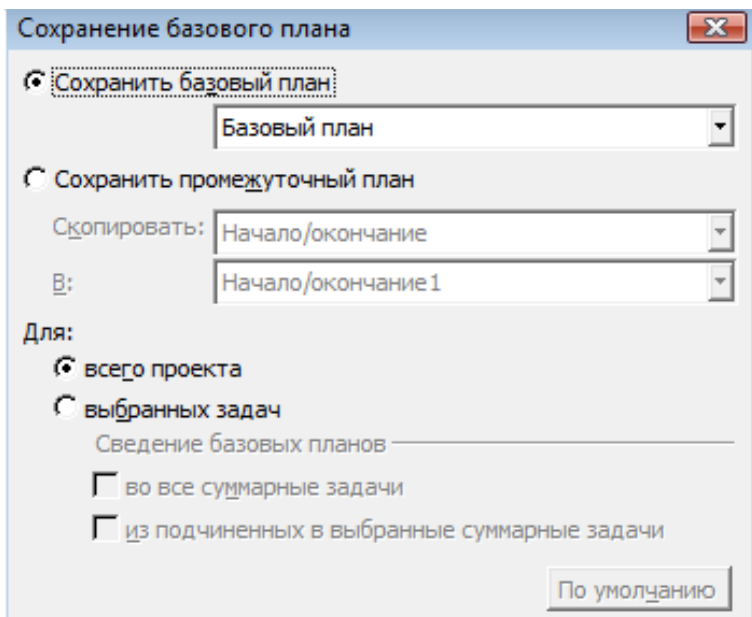 Сохранение базового плана
Сохранить базовый план
Базовый план
Сохранить промежуточный план
Скопировать: Начало/окончание
В: Начало/окончание1
Для:
всего проекта
выбранных задач
Сведение базовых планов
во все суммарные задачи
из подчиненных в выбранные суммарные задачи
По умолчанию